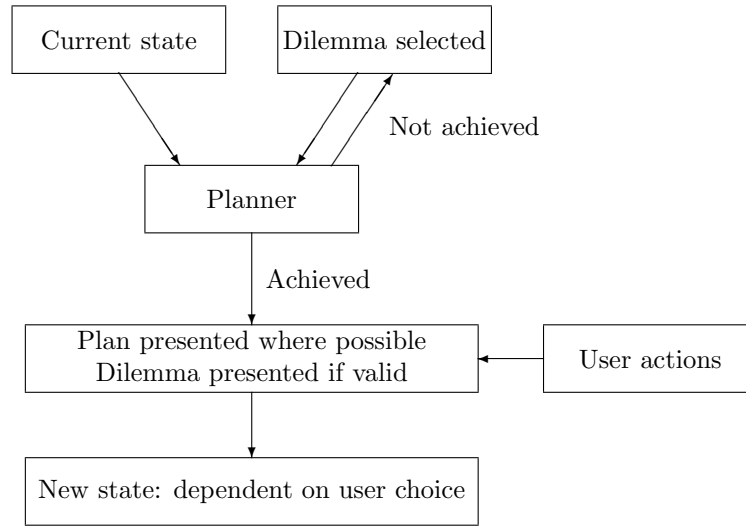 Current state
Dilemma selected
Not achieved
Planner
Achieved
Plan presented where possible
Dilemma presented if valid
User actions
New state: dependent on user choice